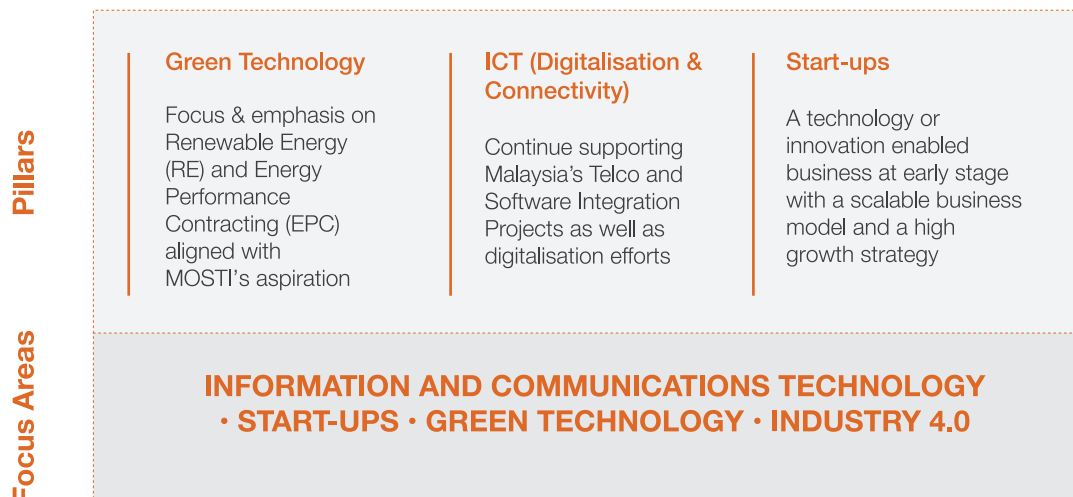 Pillars
Green Technology
Focus & emphasis on
Renewable Energy
(RE) and Energy
Performance
Contracting (EPC)
aligned with
MOSTI's aspiration
ICT (Digitalisation &
Connectivity)
Continue supporting
Malaysia's Telco and
Software Integration
Projects as well as
digitalisation efforts
Start-ups
A technology or
innovation enabled
business at early stage
with a scalable business
model and a high
growth strategy
Focus Areas
INFORMATION AND COMMUNICATIONS TECHNOLOGY
• START-UPS • GREEN TECHNOLOGY • INDUSTRY 4.0